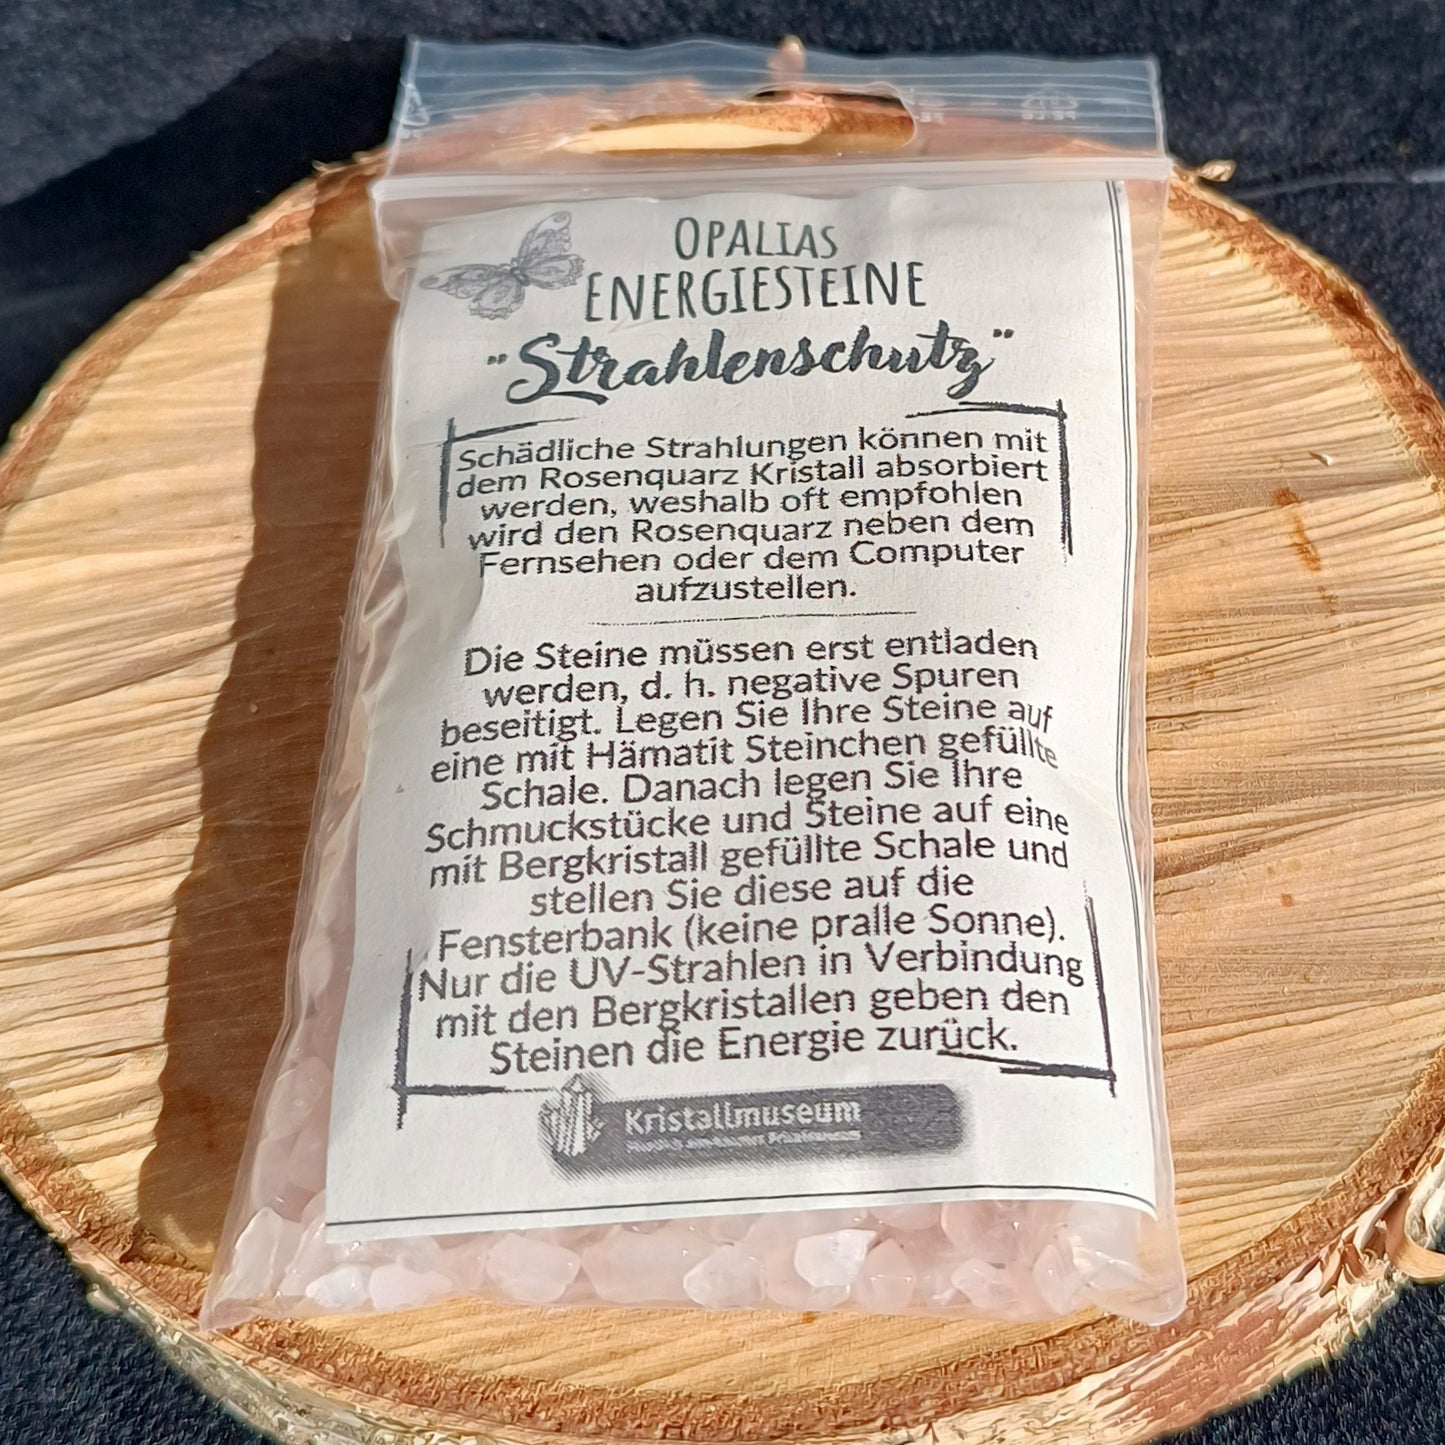 OPALIAS
ENERGIESTEINE
"Strahlenschutz"
Schädliche Strahlungen können mit
dem Rosenquarz Kristall absorbiert
werden, weshalb oft empfohlen
wird den Rosenquarz neben dem
Fernsehen oder dem Computer
aufzustellen.
Die Steine müssen erst entladen
werden, d. h. negative Spuren
beseitigt. Legen Sie Ihre Steine auf
eine mit Hämatit Steinchen gefüllte
Schale. Danach legen Sie Ihre
Schmuckstücke und Steine auf eine
mit Bergkristall gefüllte Schale und
stellen Sie diese auf die
Fensterbank (keine pralle Sonne).
Nur die UV-Strahlen in Verbindung
mit den Bergkristallen geben den
Steinen die Energie zurück.
Kristallmuseum